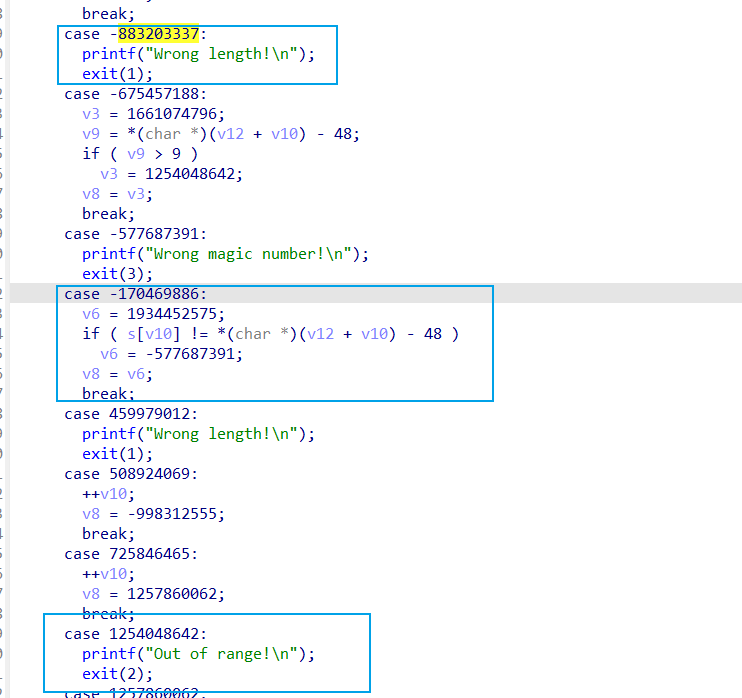 break;
case -883203337:
printf("Wrong length!\n");
exit(1);
case -675457188:
v3 = 1661074796;
v9 = *(char *)(v12 + v10) - 48;
if ( v9 > 9 )
v3 = 1254048642;
v8 = v3;
break;
case -577687391:
printf("Wrong magic number!\n");
exit(3);
case -170469886:
v6 = 1934452575;
if ( s[v10] != *(char *)(v12 + v10) - 48 )
v6 = -577687391;
v8 = v6;
break;
case 459979012:
printf("Wrong length!\n");
exit(1);
case 508924069:
++v10;
v8 = -998312555;
break;
case 725846465:
++v10;
v8 = 1257860062;
break;
case 1254048642:
printf("Out of range!\n");
exit(2);
case 1257860062: